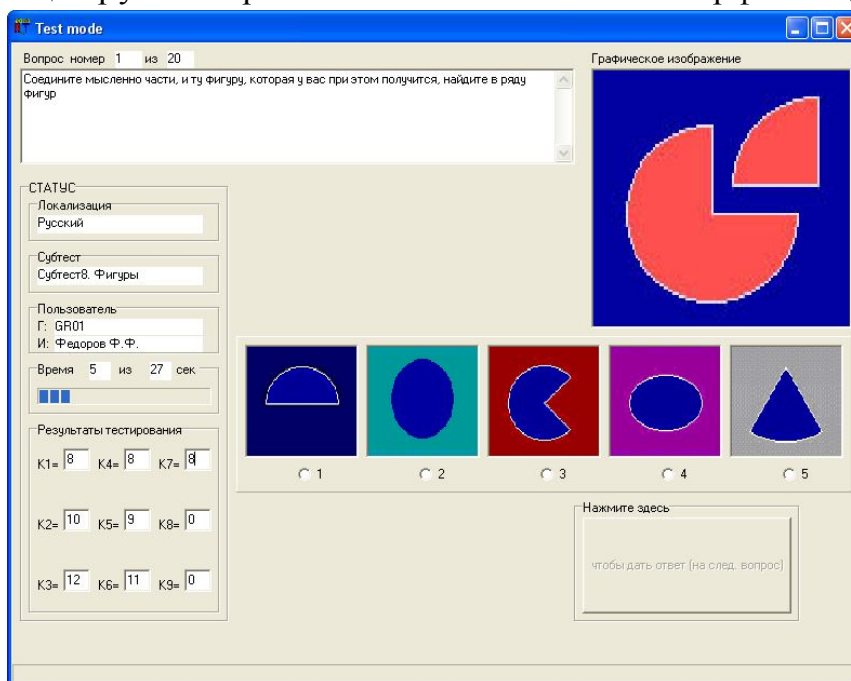 Test mode
Вопрос номер 1 из 20
Соедините мысленно части, и ту фигуру, которая у вас при этом получится, найдите в ряду
фигур
Графическое изображение
СТАТУС
Локализация
Русский
Субтест
Субтест8. Фигуры
Пользователь
Г: GR01
И: Федоров Ф.Ф.
Время 5 из 27 сек
Результаты тестирования
K1= 8 K4= 8 K7= 8
K2= 10 K5= 9 K8= 0
K3= 12 K6= 11 K9= 0
1 2 3 4 5
Нажмите здесь
чтобы дать ответ (на след. вопрос)